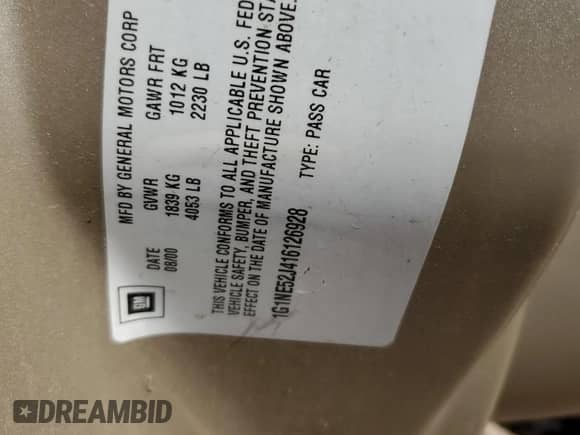 MFD BY GENERAL MOTORS CORP
DATE GVWR GAWR FRT
08/00 1839 KG 1012 KG
4053 LB 2230 LB
THIS VEHICLE CONFORMS TO ALL APPLICABLE U.S. FED
VEHICLE SAFETY, BUMPER, AND THEFT PREVENTION STA
EFFECT ON THE DATE OF MANUFACTURE SHOWN ABOVE.
1G1NE52J416126928 TYPE: PASS CAR
GM
DREAMBID